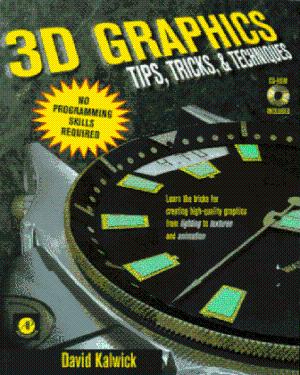 3D GRAPHICS
TIPS, TRICKS, & TECHNIQUES
CD-ROM
INCLUDED
NO
PROGRAMMING
SKILLS
REQUIRED
Learn the tricks for
creating high-quality graphics
from lighting to textures
and animation
David Kalwick